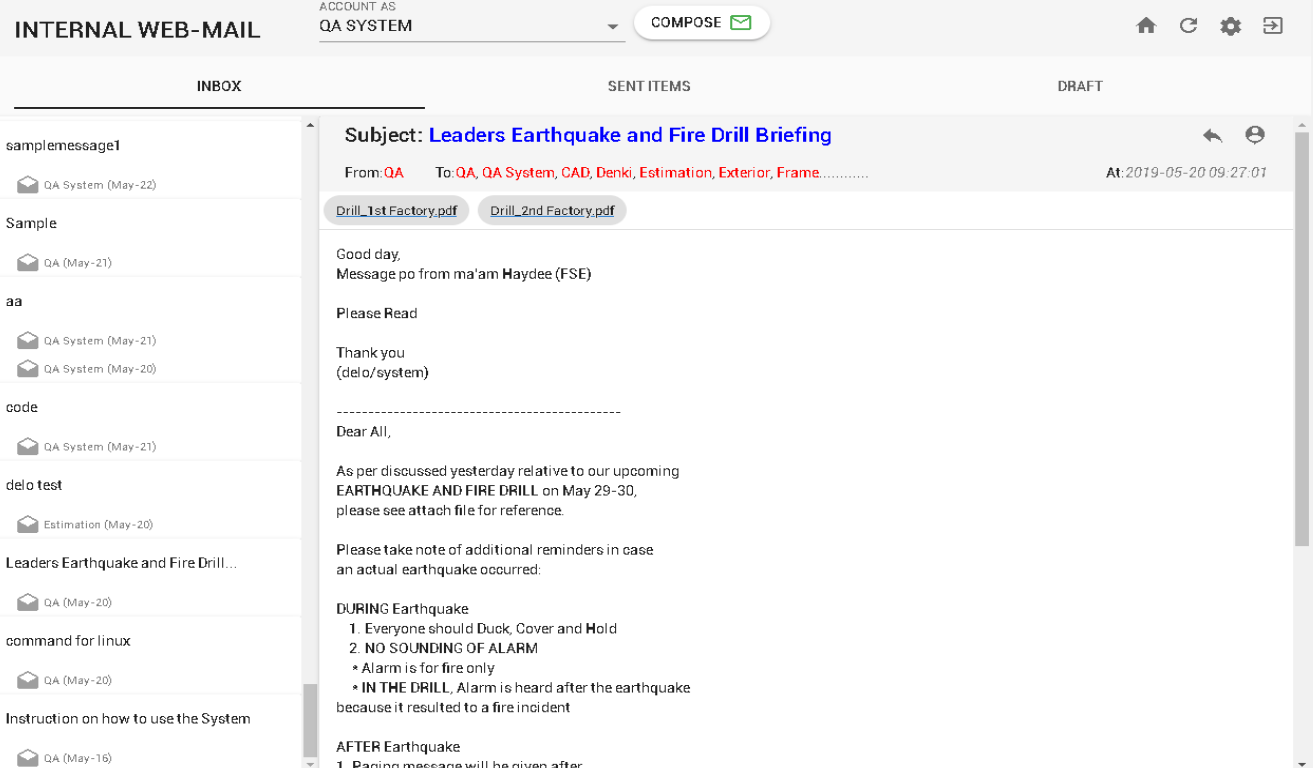 INTERNAL WEB-MAIL
ACCOUNT AS
QA SYSTEM
COMPOSE
INBOX
SENT ITEMS
DRAFT
samplemessage1
QA System (May-22)
Sample
QA (May-21)
aa
QA System (May-21)
QA System (May-20)
code
QA System (May-21)
delo test
Estimation (May-20)
Leaders Earthquake and Fire Drill...
QA (May-20)
command for linux
QA (May-20)
Instruction on how to use the System
QA (May-16)
Subject: Leaders Earthquake and Fire Drill Briefing
From:QA To:QA, QA System, CAD, Denki, Estimation, Exterior, Frame............ At:2019-05-20 09:27:01
Drill_1st Factory.pdf Drill_2nd Factory.pdf
Good day,
Message po from ma'am Haydee (FSE)
Please Read
Thank you
(delo/system)
---------------------------------------------
Dear All,
As per discussed yesterday relative to our upcoming
EARTHQUAKE AND FIRE DRILL on May 29-30,
please see attach file for reference.
Please take note of additional reminders in case
an actual earthquake occurred:
DURING Earthquake
1. Everyone should Duck, Cover and Hold
2. NO SOUNDING OF ALARM
* Alarm is for fire only
* IN THE DRILL, Alarm is heard after the earthquake
because it resulted to a fire incident
AFTER Earthquake
1. Paging message will be given after